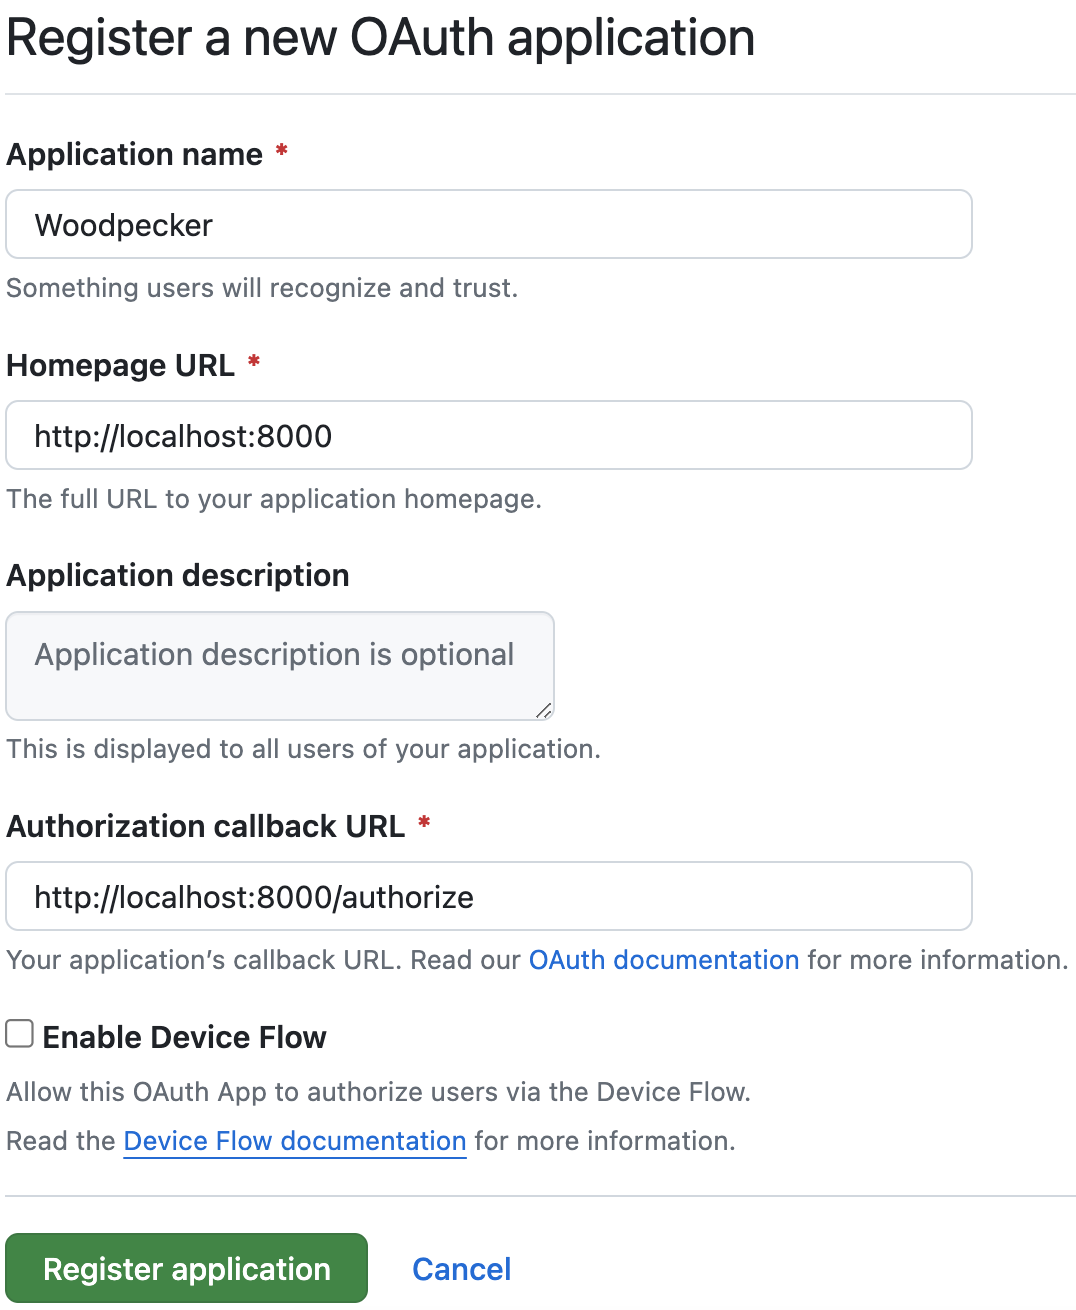 Register a new OAuth application
Application name *
Woodpecker
Something users will recognize and trust.
Homepage URL *
http://localhost:8000
The full URL to your application homepage.
Application description
Application description is optional
This is displayed to all users of your application.
Authorization callback URL *
http://localhost:8000/authorize
Your application’s callback URL. Read our OAuth documentation for more information.
Enable Device Flow
Allow this OAuth App to authorize users via the Device Flow.
Read the Device Flow documentation for more information.
Register application Cancel